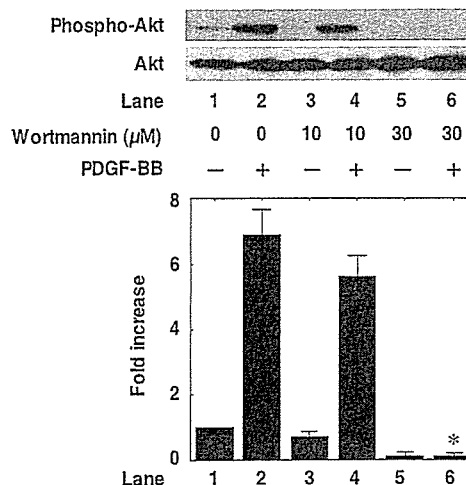 Phospho-Akt
Akt
Lane 1 2 3 4 5 6
Wortmannin (µM) 0 0 10 10 30 30
PDGF-BB − + − + − +
8
6
4
2
0
Fold increase
*
Lane 1 2 3 4 5 6